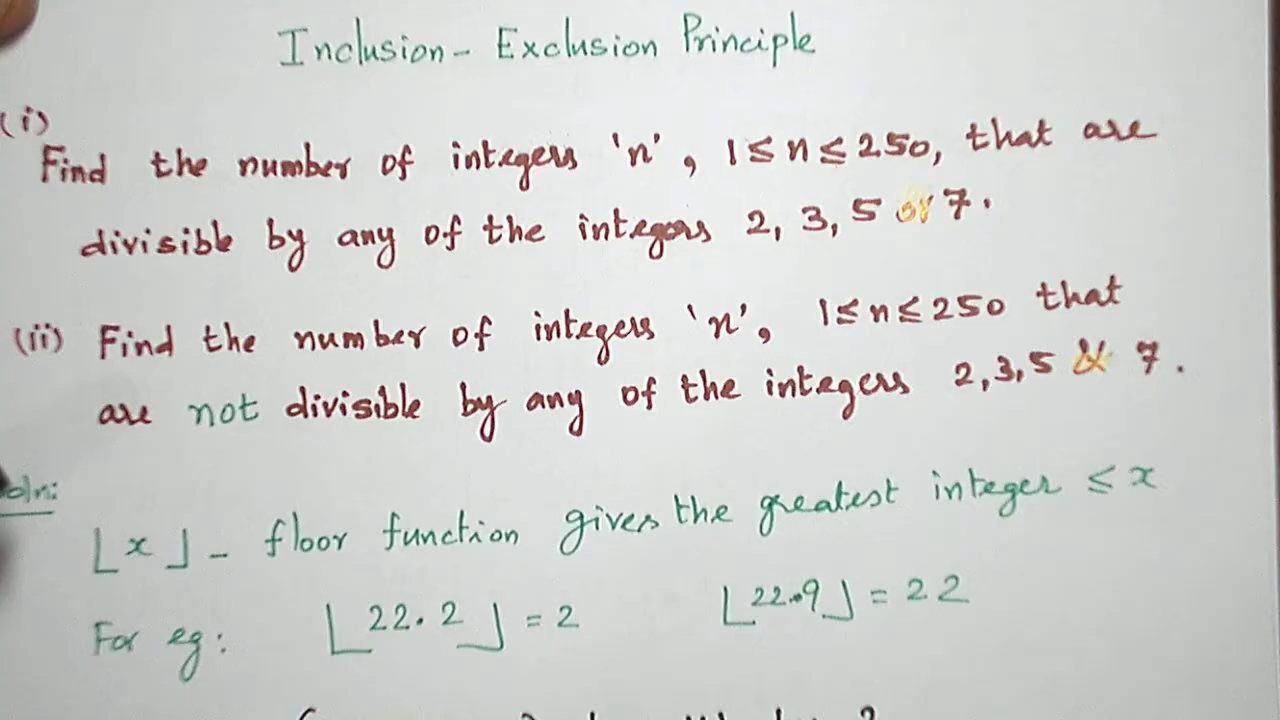 Inclusion - Exclusion Principle
(i)
Find the number of integers 'n', 1 ≤ n ≤ 250, that are
divisible by any of the integers 2, 3, 5 or 7.
(ii) Find the number of integers 'n', 1 ≤ n ≤ 250 that
are not divisible by any of the integers 2, 3, 5 & 7.
oln:
⌊x⌋ - floor function gives the greatest integer ≤ x
For eg: ⌊22.2⌋ = 2 ⌊22.9⌋ = 22